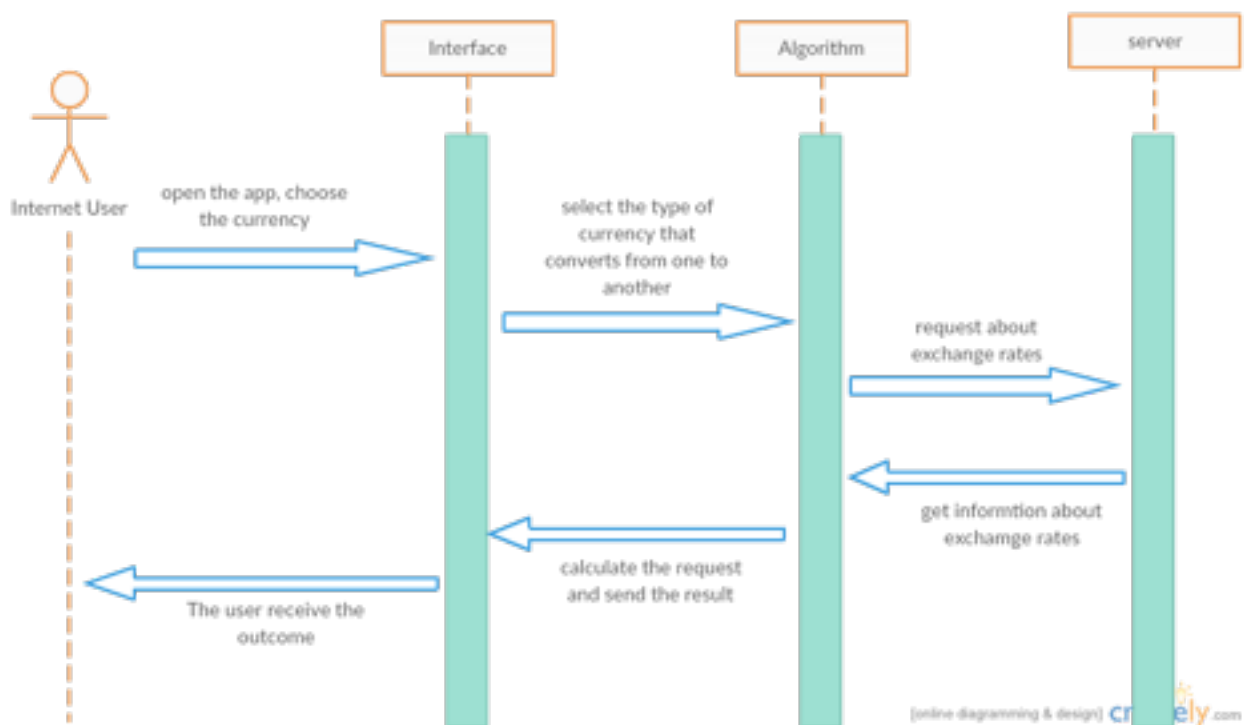 Interface
Algorithm
server
Internet User
open the app, choose
the currency
select the type of
currency that
converts from one to
another
request about
exchange rates
get informtion about
exchamge rates
calculate the request
and send the result
The user receive the
outcome
[online diagramming & design]
.com